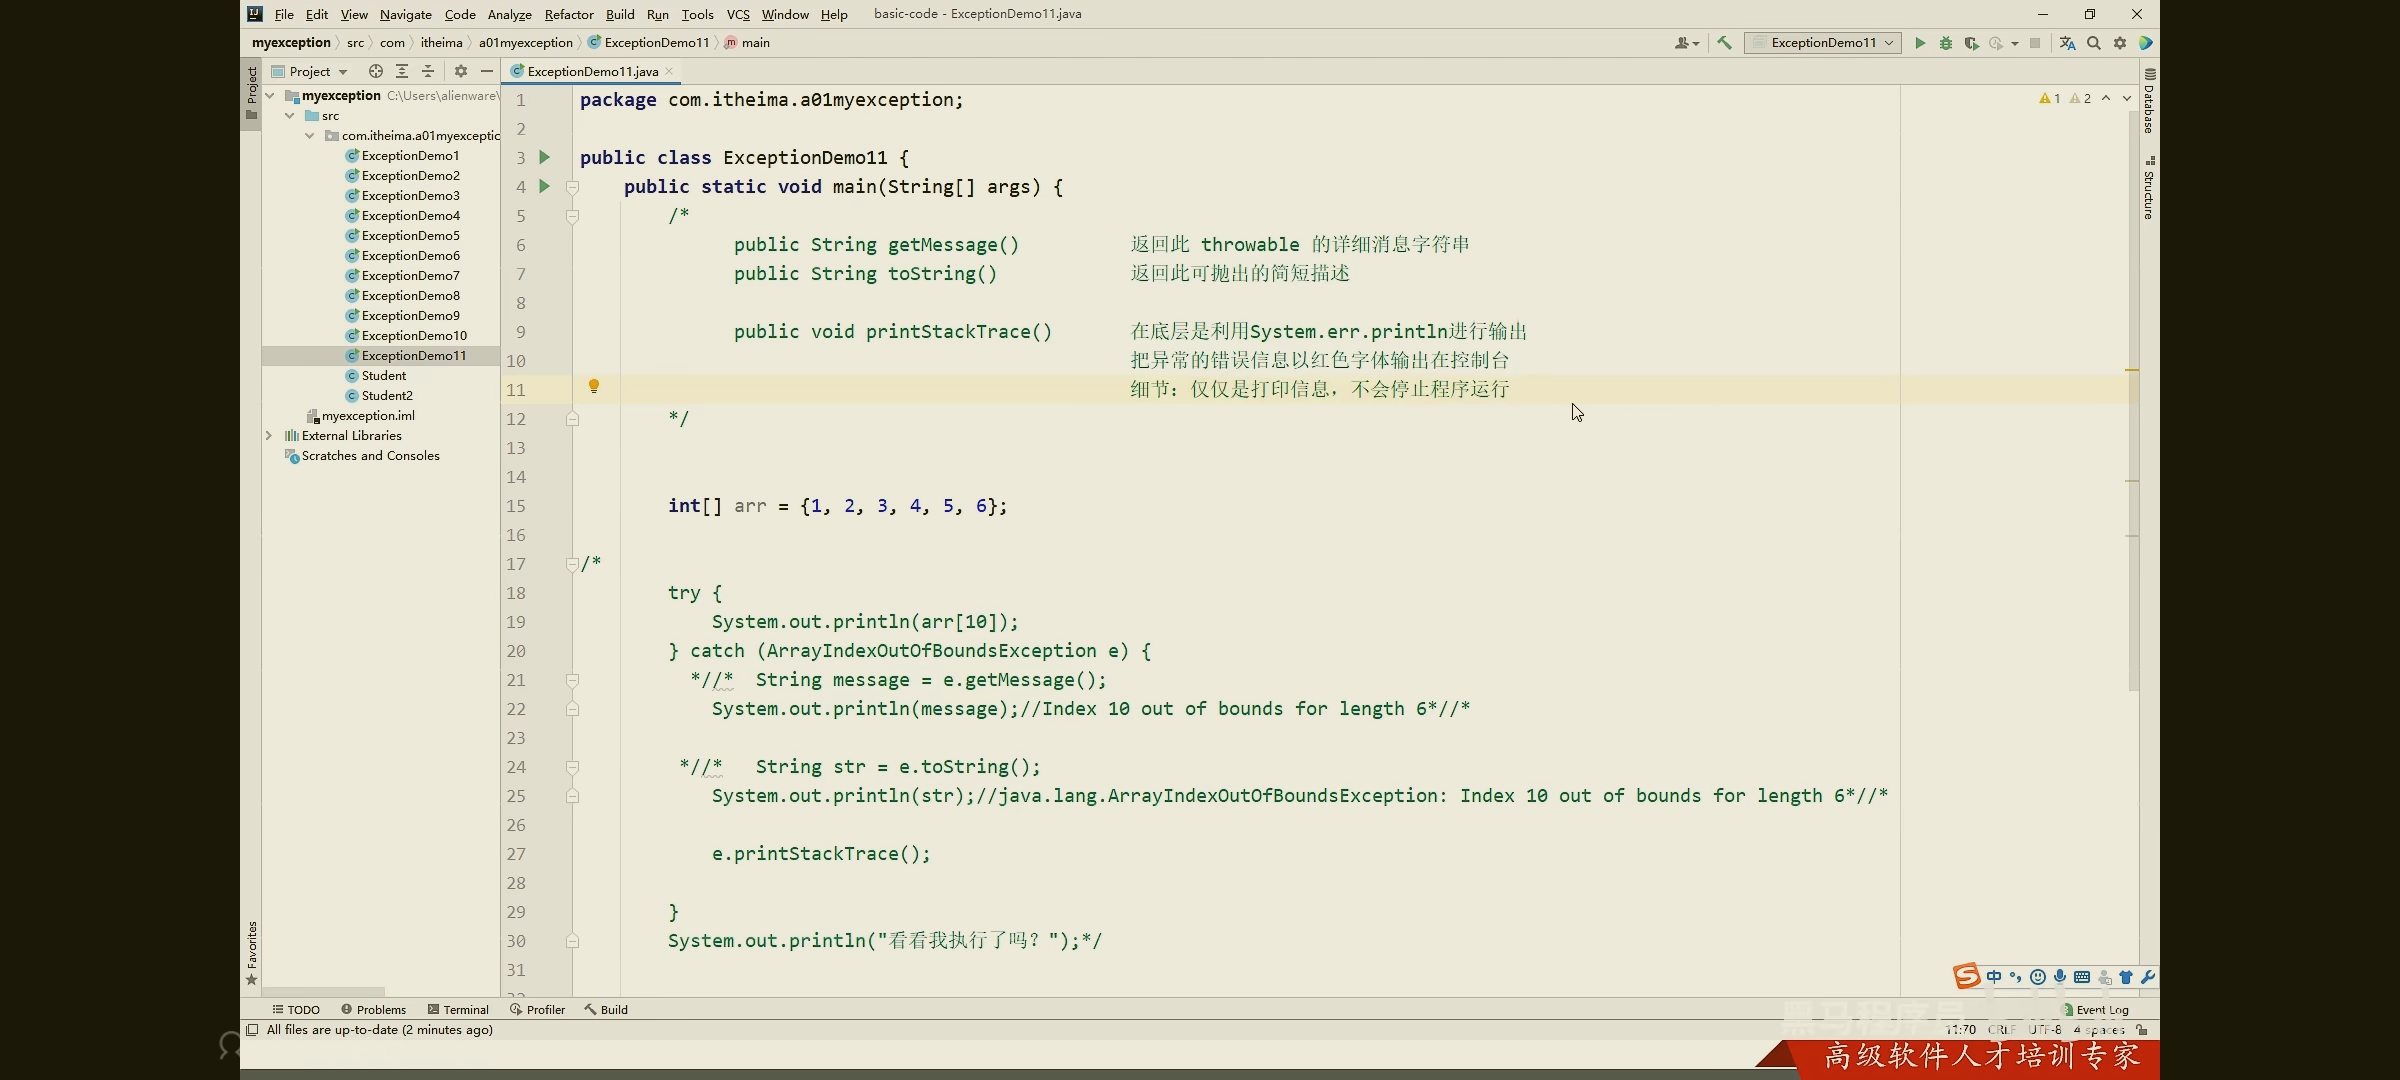 File Edit View Navigate Code Analyze Refactor Build Run Tools VCS Window Help basic-code - ExceptionDemo11.java
myexception src com itheima a01myexception ExceptionDemo11 main ExceptionDemo11
Project ExceptionDemo11.java
Project
myexception C:\Users\alienware\
src
com.itheima.a01myexceptic
ExceptionDemo1
ExceptionDemo2
ExceptionDemo3
ExceptionDemo4
ExceptionDemo5
ExceptionDemo6
ExceptionDemo7
ExceptionDemo8
ExceptionDemo9
ExceptionDemo10
ExceptionDemo11
Student
Student2
myexception.iml
External Libraries
Scratches and Consoles
Favorites
1 package com.itheima.a01myexception;
2
3 public class ExceptionDemo11 {
4 public static void main(String[] args) {
5 /*
6 public String getMessage() 返回此 throwable 的详细消息字符串
7 public String toString() 返回此可抛出的简短描述
8
9 public void printStackTrace() 在底层是利用System.err.println进行输出
10 把异常的错误信息以红色字体输出在控制台
11 细节：仅仅是打印信息，不会停止程序运行
12 */
13
14
15 int[] arr = {1, 2, 3, 4, 5, 6};
16
17 /*
18 try {
19 System.out.println(arr[10]);
20 } catch (ArrayIndexOutOfBoundsException e) {
21 *//* String message = e.getMessage();
22 System.out.println(message);//Index 10 out of bounds for length 6*//*
23
24 *//* String str = e.toString();
25 System.out.println(str);//java.lang.ArrayIndexOutOfBoundsException: Index 10 out of bounds for length 6*//*
26
27 e.printStackTrace();
28
29 }
30 System.out.println("看看我执行了吗？");*/
31
1 2
Database
Structure
中
TODO Problems Terminal Profiler Build Event Log
All files are up-to-date (2 minutes ago) 11:70 CRLF UTF-8 4 spaces
黑马程序员
高级软件人才培训专家